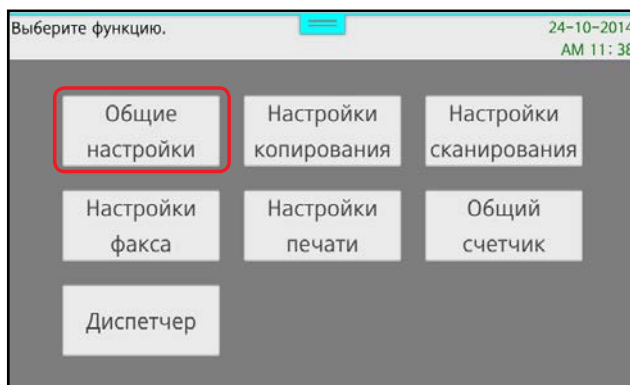 Выберите функцию.
24-10-2014
AM 11:38
Общие
настройки
Настройки
копирования
Настройки
сканирования
Настройки
факса
Настройки
печати
Общий
счетчик
Диспетчер